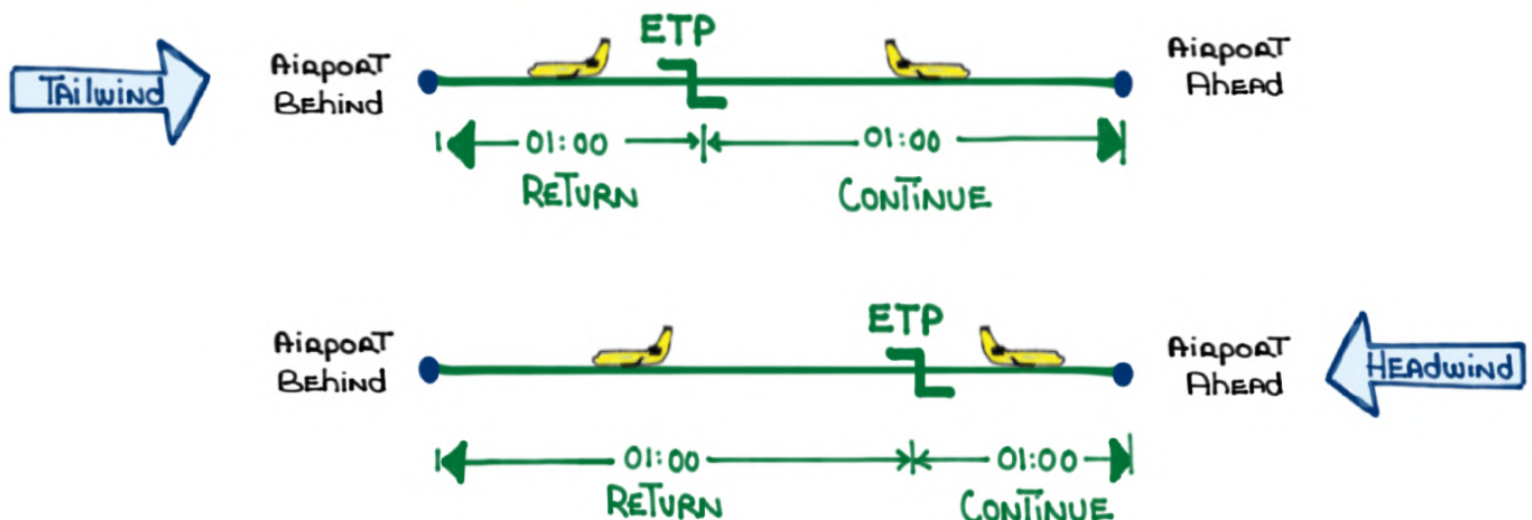 TAilwind
AiRpoRT
BEhind
ETP
AiRpoRT
AhEAd
01:00
01:00
RETURN
CONTINUE
AiRpoRT
BEhind
ETP
AiRpoRT
AhEAd
HEAdwind
01:00
01:00
RETURN
CONTINUE